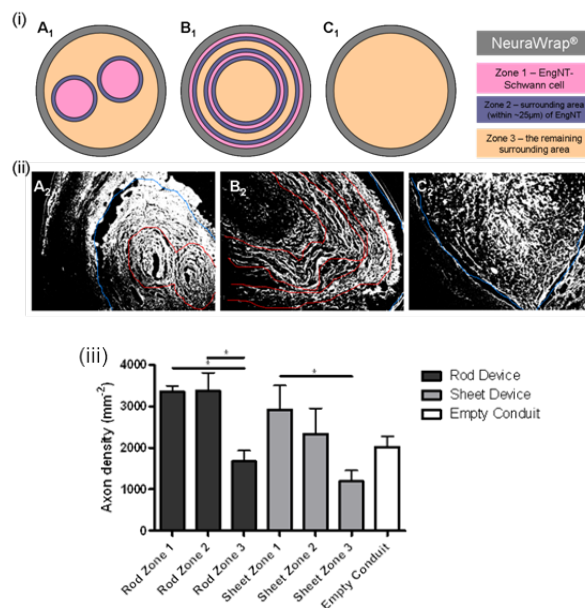 (i)
A1
B1
C1
NeuraWrap®
Zone 1 – EngNT-
Schwann cell
Zone 2 – surrounding area
(within ~25μm) of EngNT
Zone 3 – the remaining
surrounding area
(ii)
A2
B2
C
(iii)
Axon density (mm-2)
4000
3000
2000
1000
0
*
*
*
Rod Device
Sheet Device
Empty Conduit
Rod Zone 1
Rod Zone 2
Rod Zone 3
Sheet Zone 1
Sheet Zone 2
Sheet Zone 3
Empty Conduit